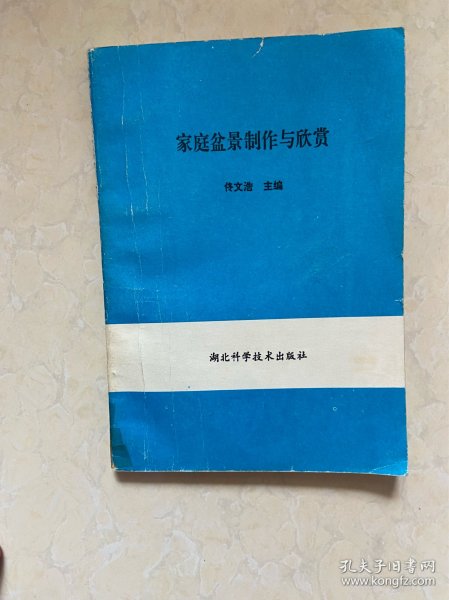 家庭盆景制作与欣赏
佟文浩 主编
湖北科学技术出版社
孔夫子旧书网
www.kongfz.com